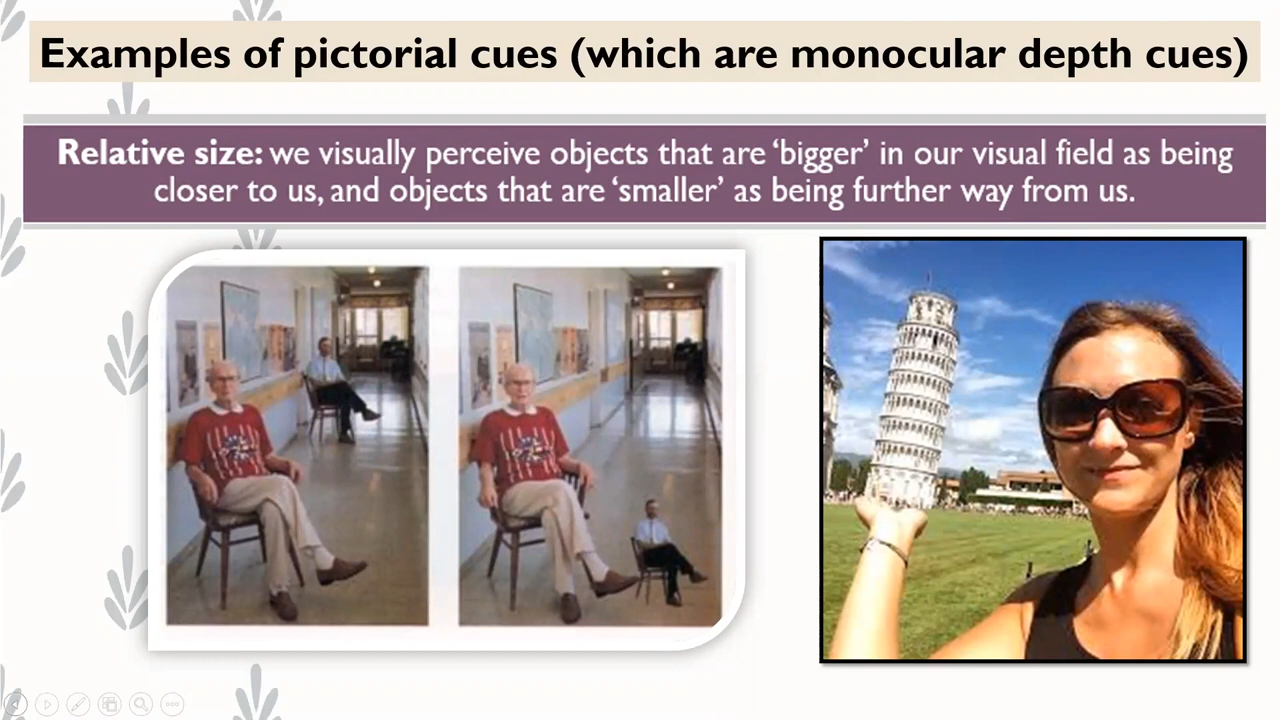 Examples of pictorial cues (which are monocular depth cues)
Relative size: we visually perceive objects that are ‘bigger’ in our visual field as being
closer to us, and objects that are ‘smaller’ as being further way from us.